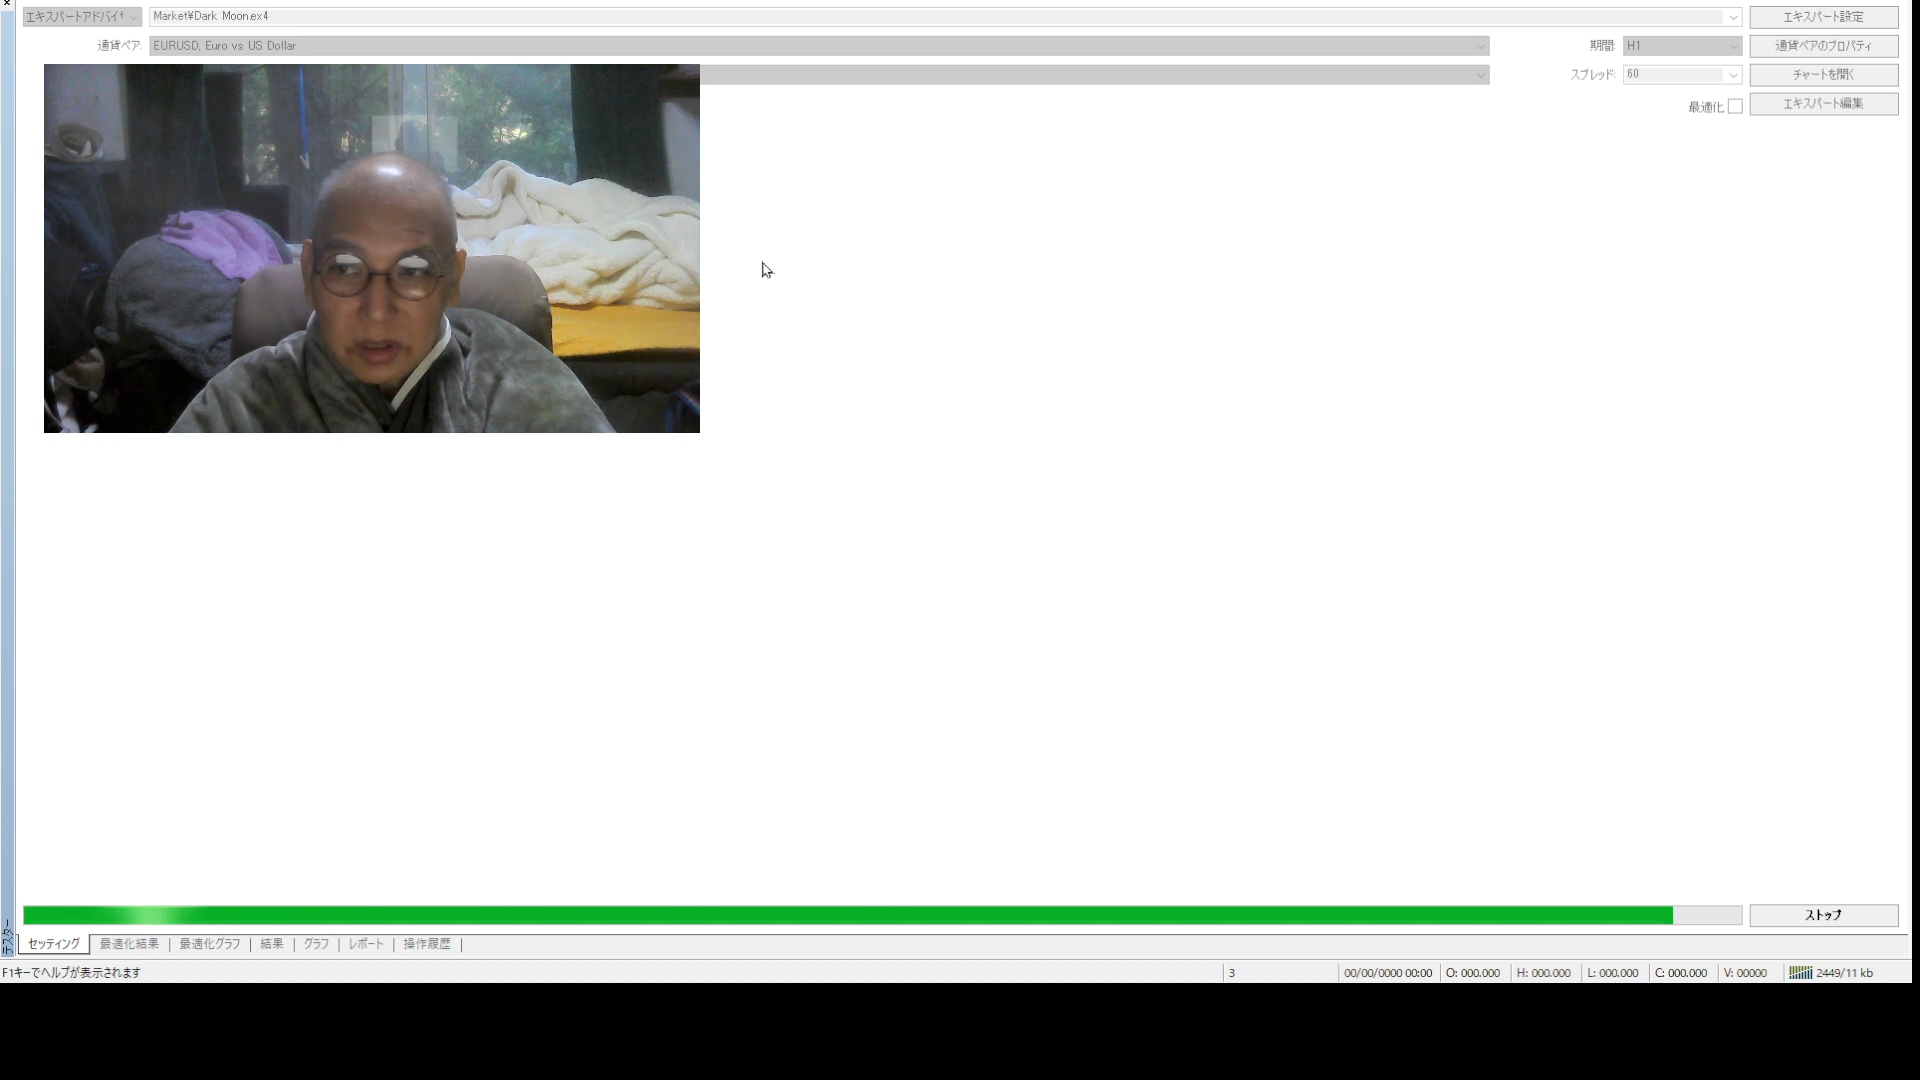 エキスパートアドバイザ Market¥Dark Moon.ex4 エキスパート設定
通貨ペア: EURUSD, Euro vs US Dollar 期間: H1 通貨ペアのプロパティ
スプレッド: 60 チャートを開く
最適化 エキスパート編集
ストップ
テスター
セッティング | 最適化結果 | 最適化グラフ | 結果 | グラフ | レポート | 操作履歴 |
F1キーでヘルプが表示されます 3 00/00/0000 00:00 O: 000.000 H: 000.000 L: 000.000 C: 000.000 V: 00000 2449/11 kb